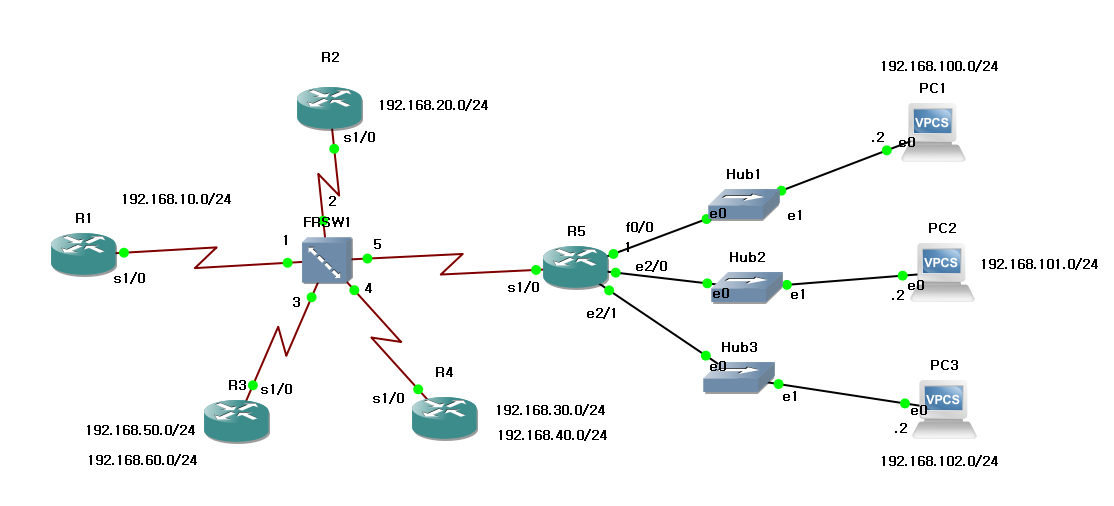 R2
192.168.20.0/24
s1/0
192.168.10.0/24
R1
s1/0
2
FRSW1
1
5
3
4
R5
s1/0
f0/0
1
e2/0
e2/1
192.168.100.0/24
PC1
VPCS
.2
e0
Hub1
e0
e1
PC2
VPCS
192.168.101.0/24
Hub2
e0
e1
e0
.2
Hub3
e0
e1
PC3
VPCS
e0
.2
192.168.102.0/24
R3
s1/0
192.168.50.0/24
192.168.60.0/24
R4
s1/0
192.168.30.0/24
192.168.40.0/24